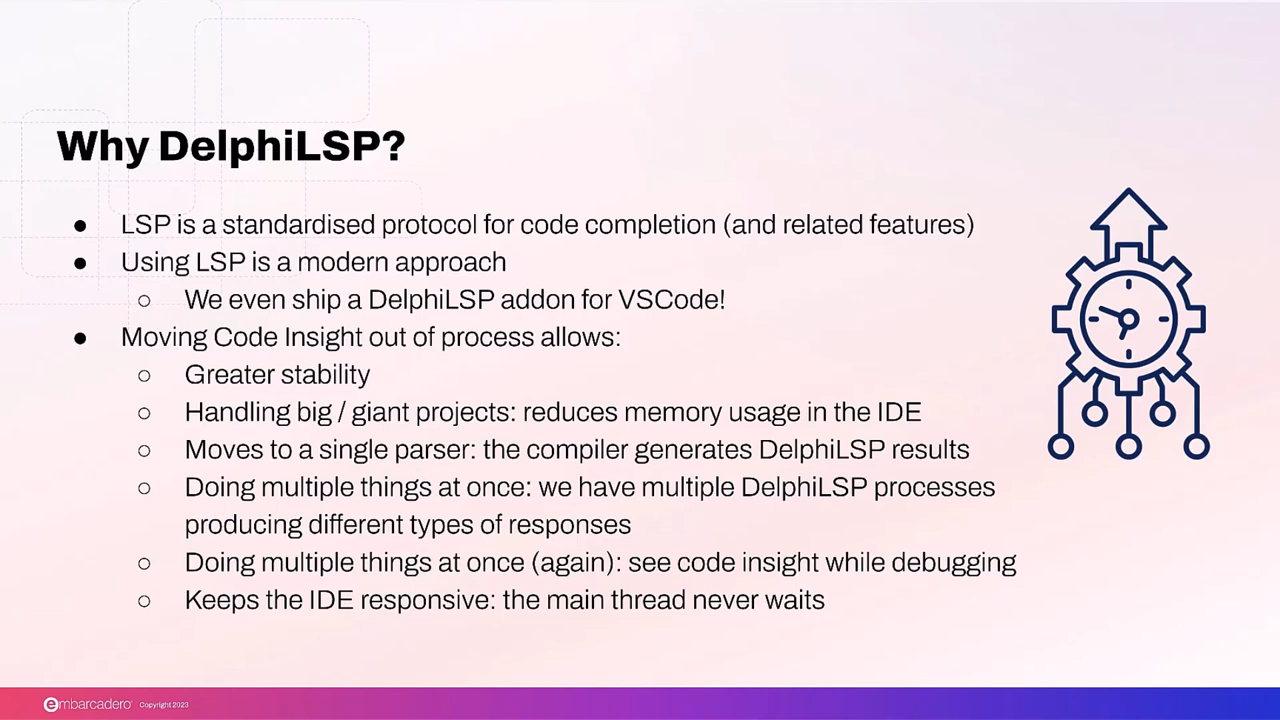 Why DelphiLSP?
● LSP is a standardised protocol for code completion (and related features)
● Using LSP is a modern approach
○ We even ship a DelphiLSP addon for VSCode!
● Moving Code Insight out of process allows:
○ Greater stability
○ Handling big / giant projects: reduces memory usage in the IDE
○ Moves to a single parser: the compiler generates DelphiLSP results
○ Doing multiple things at once: we have multiple DelphiLSP processes
producing different types of responses
○ Doing multiple things at once (again): see code insight while debugging
○ Keeps the IDE responsive: the main thread never waits
embarcadero Copyright 2023